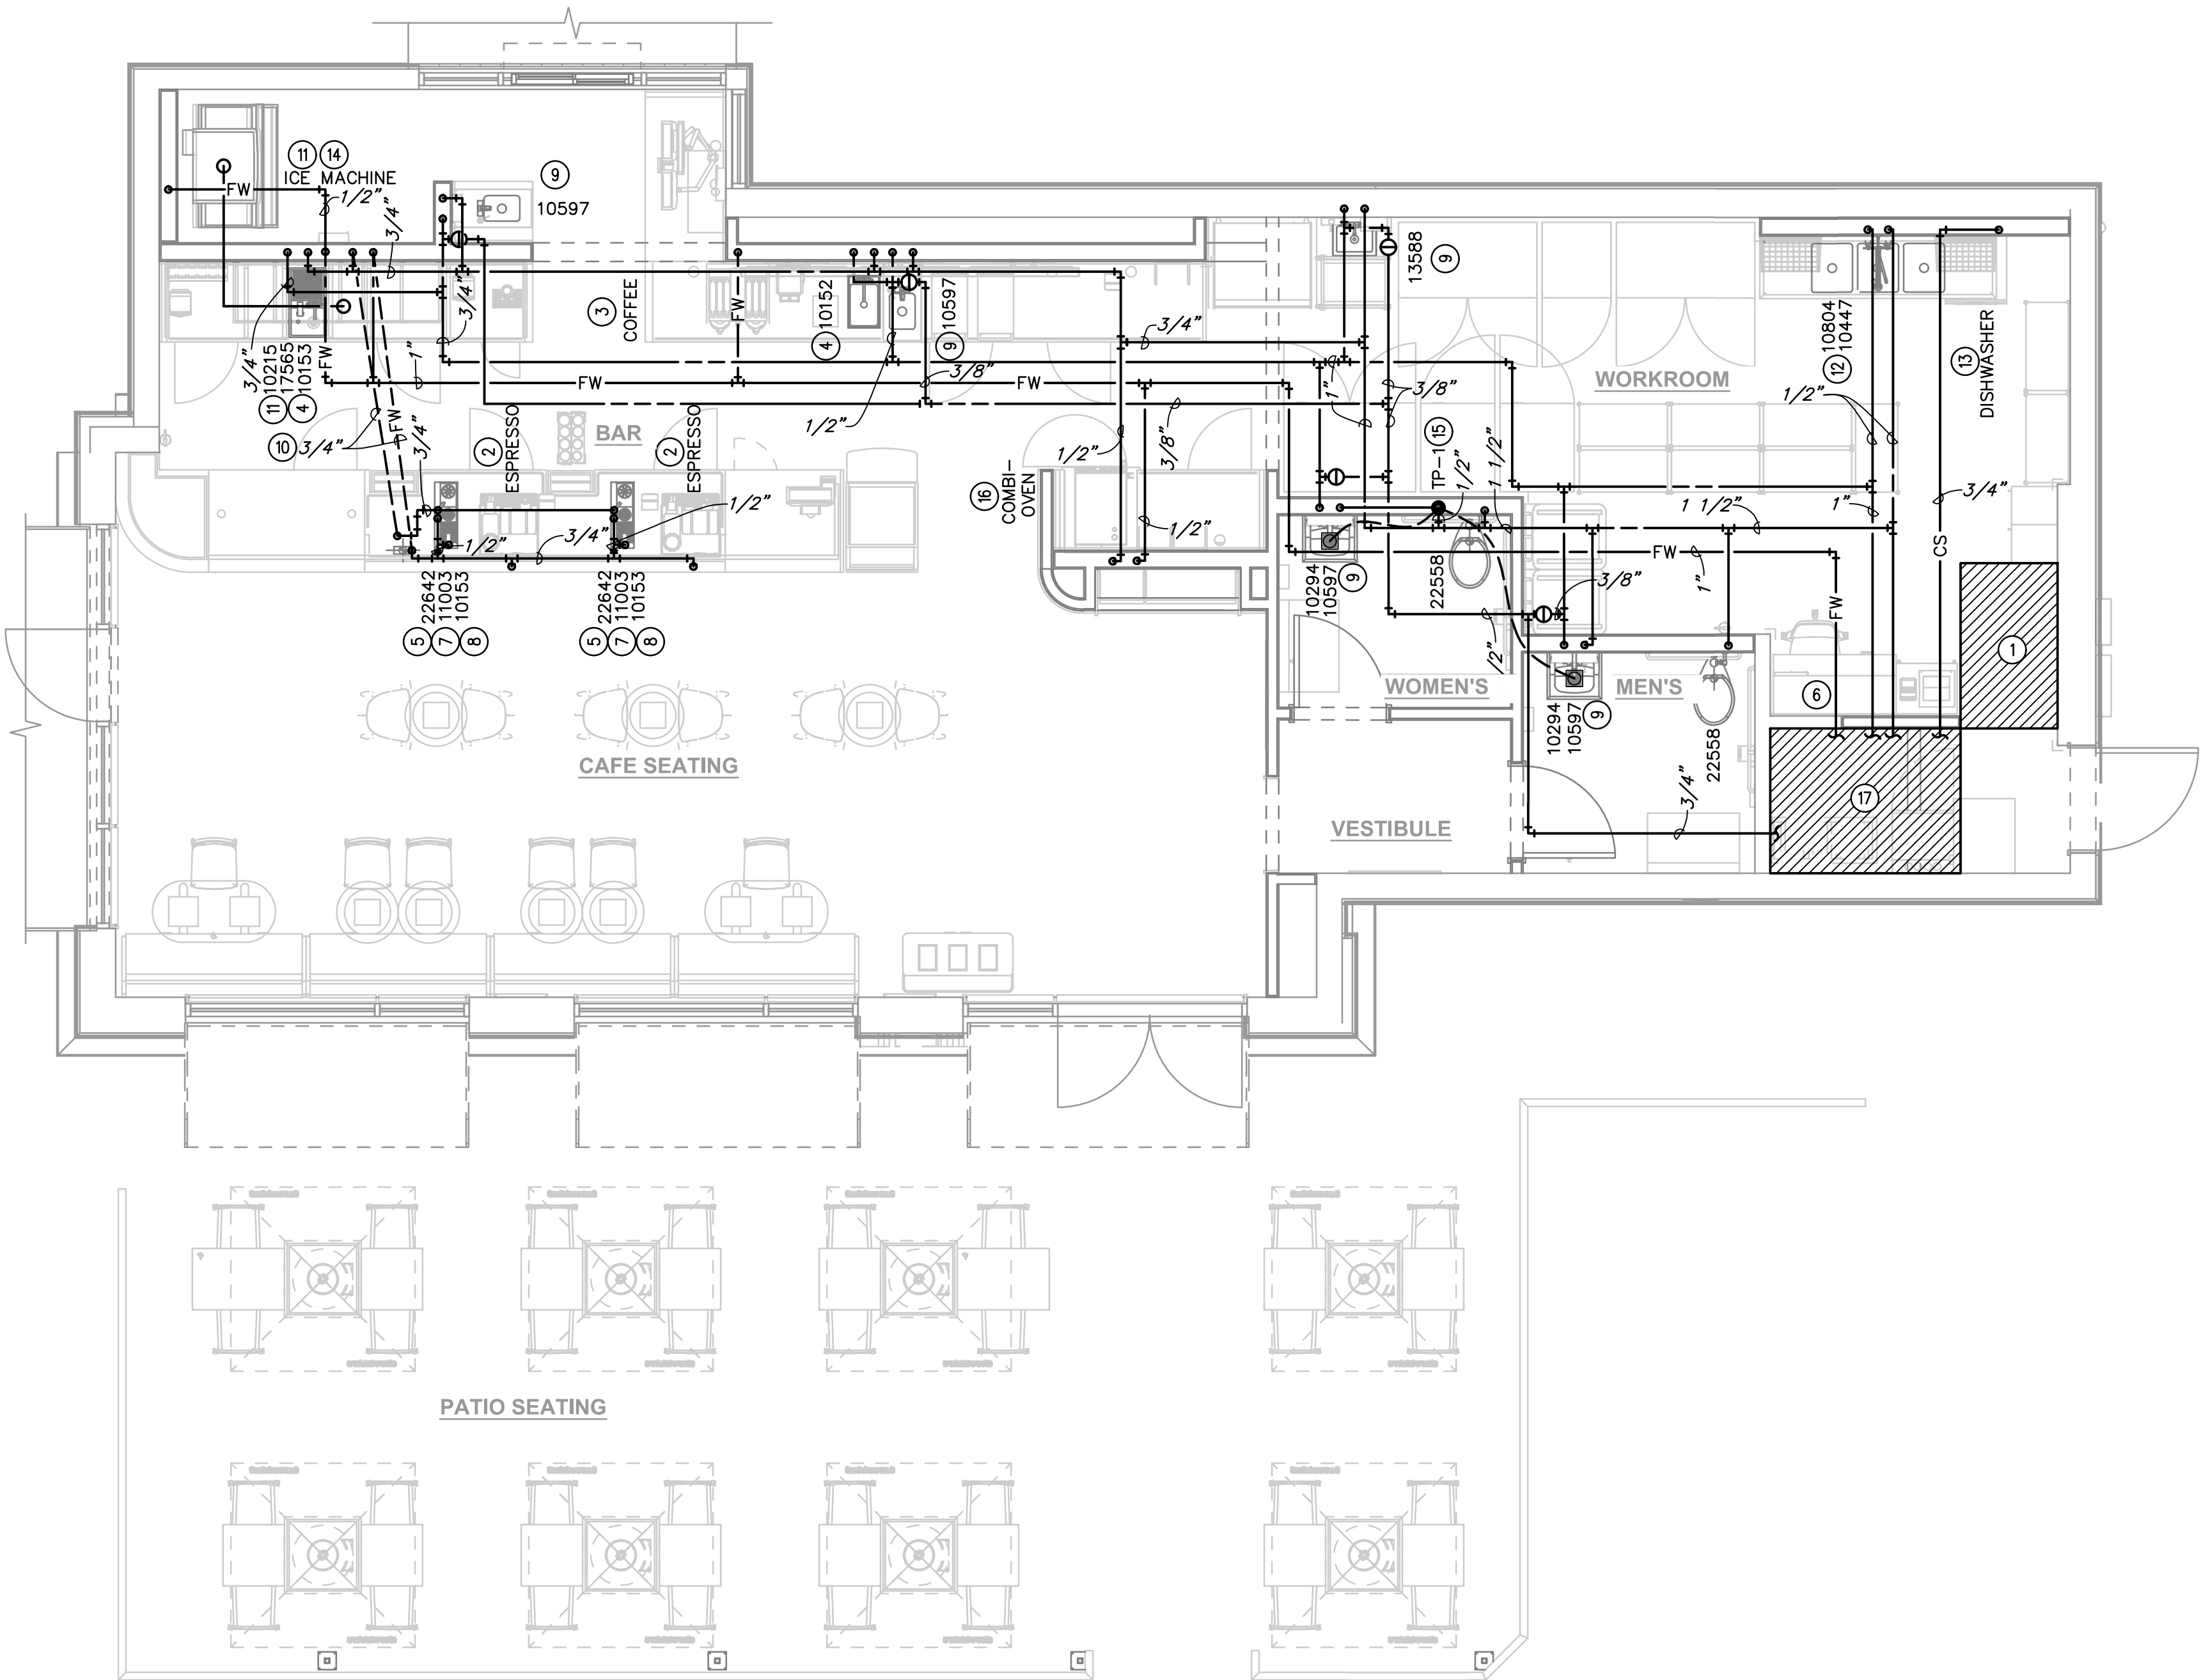 11 14
ICE MACHINE
FW
1/2"
3/4"
9
10597
3/4"
3/4"
11 10215
17565
4 10153
FW
1"
10 3/4"
FW
3/4"
3
COFFEE
FW
4 10152
9 10597
1/2"
3/8"
FW
FW
3/4"
13588
9
1"
3/8"
WORKROOM
12 10804
10447
1/2"
13
DISHWASHER
BAR
2
ESPRESSO
2
ESPRESSO
1/2"
3/4"
1/2"
16
COMBI-
OVEN
1/2"
3/8"
1/2"
TP-1 15
1/2"
1 1/2"
1 1/2"
1"
3/4"
CS
FW
1"
FW
3/8"
1/2"
10294
10597
9
22558
5 22642
7 11003
8 10153
5 22642
7 11003
8 10153
WOMEN'S
MEN'S
10294
10597
9
22558
6
1
17
3/4"
CAFE SEATING
VESTIBULE
PATIO SEATING